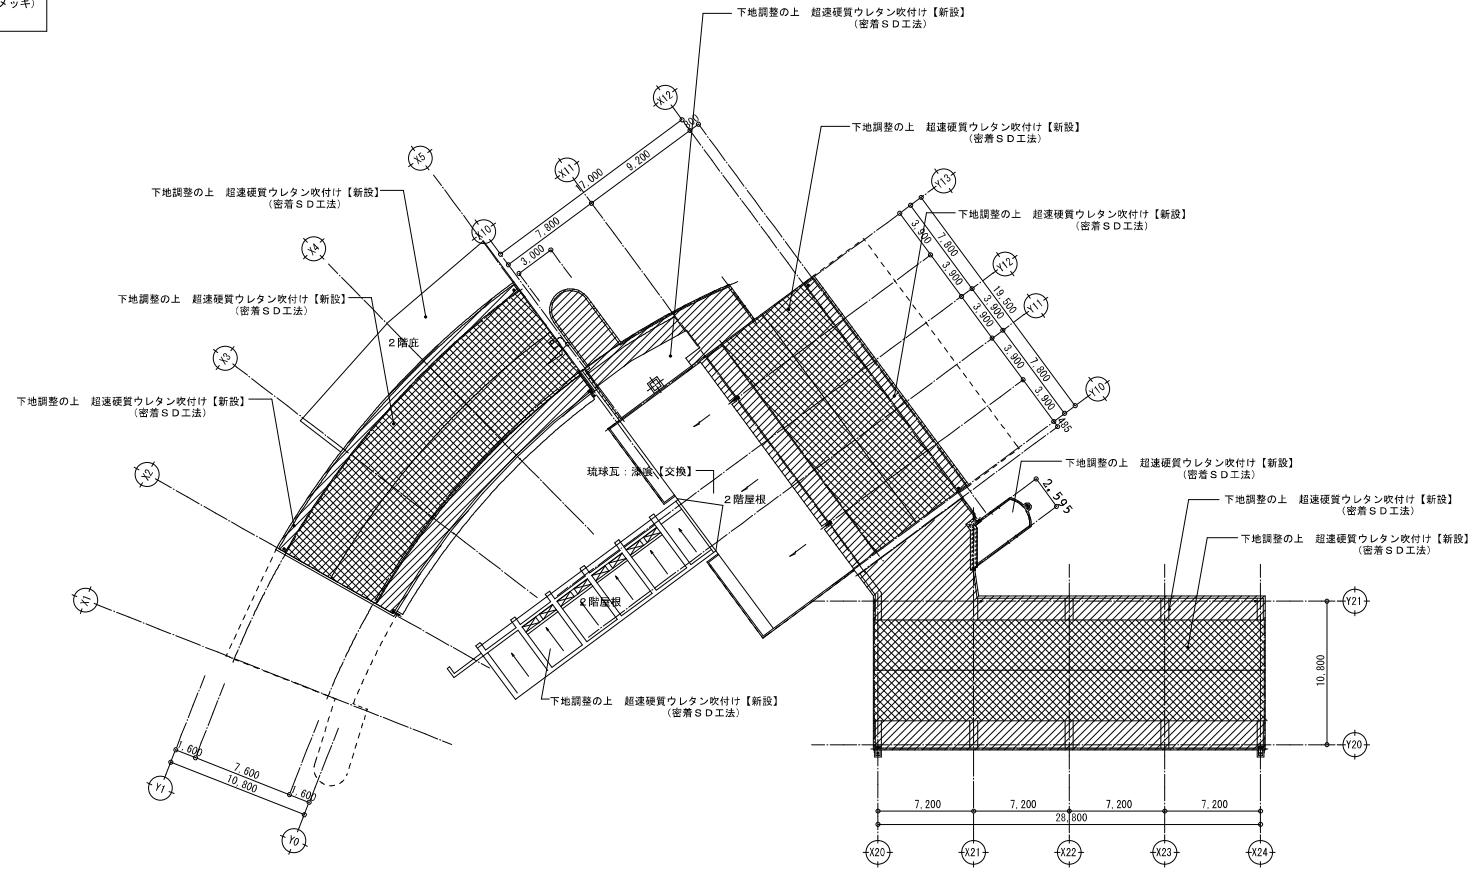 メッキ）
下地調整の上　超速硬質ウレタン吹付け【新設】
（密着ＳＤ工法）
X12
300
下地調整の上　超速硬質ウレタン吹付け【新設】
（密着ＳＤ工法）
9,200
17,000
X5
X11
Y13
下地調整の上　超速硬質ウレタン吹付け【新設】
（密着ＳＤ工法）
下地調整の上　超速硬質ウレタン吹付け【新設】
（密着ＳＤ工法）
7,800
X10
3,900
7,800
X4
3,000
Y12
3,900
3,900
19,500
Y11
3,900
下地調整の上　超速硬質ウレタン吹付け【新設】
（密着ＳＤ工法）
２階庇
X3
3,900
7,800
Y10
3,900
485
下地調整の上　超速硬質ウレタン吹付け【新設】
（密着ＳＤ工法）
琉球瓦：漆喰【交換】
２階屋根
下地調整の上　超速硬質ウレタン吹付け【新設】
（密着ＳＤ工法）
2,595
X2
下地調整の上　超速硬質ウレタン吹付け【新設】
（密着ＳＤ工法）
下地調整の上　超速硬質ウレタン吹付け【新設】
（密着ＳＤ工法）
X1
２階屋根
Y21
10,800
下地調整の上　超速硬質ウレタン吹付け【新設】
（密着ＳＤ工法）
Y20
1,600
7,600
10,800
1,600
Y1
Y0
7,200
7,200
7,200
7,200
28,800
X20
X21
X22
X23
X24